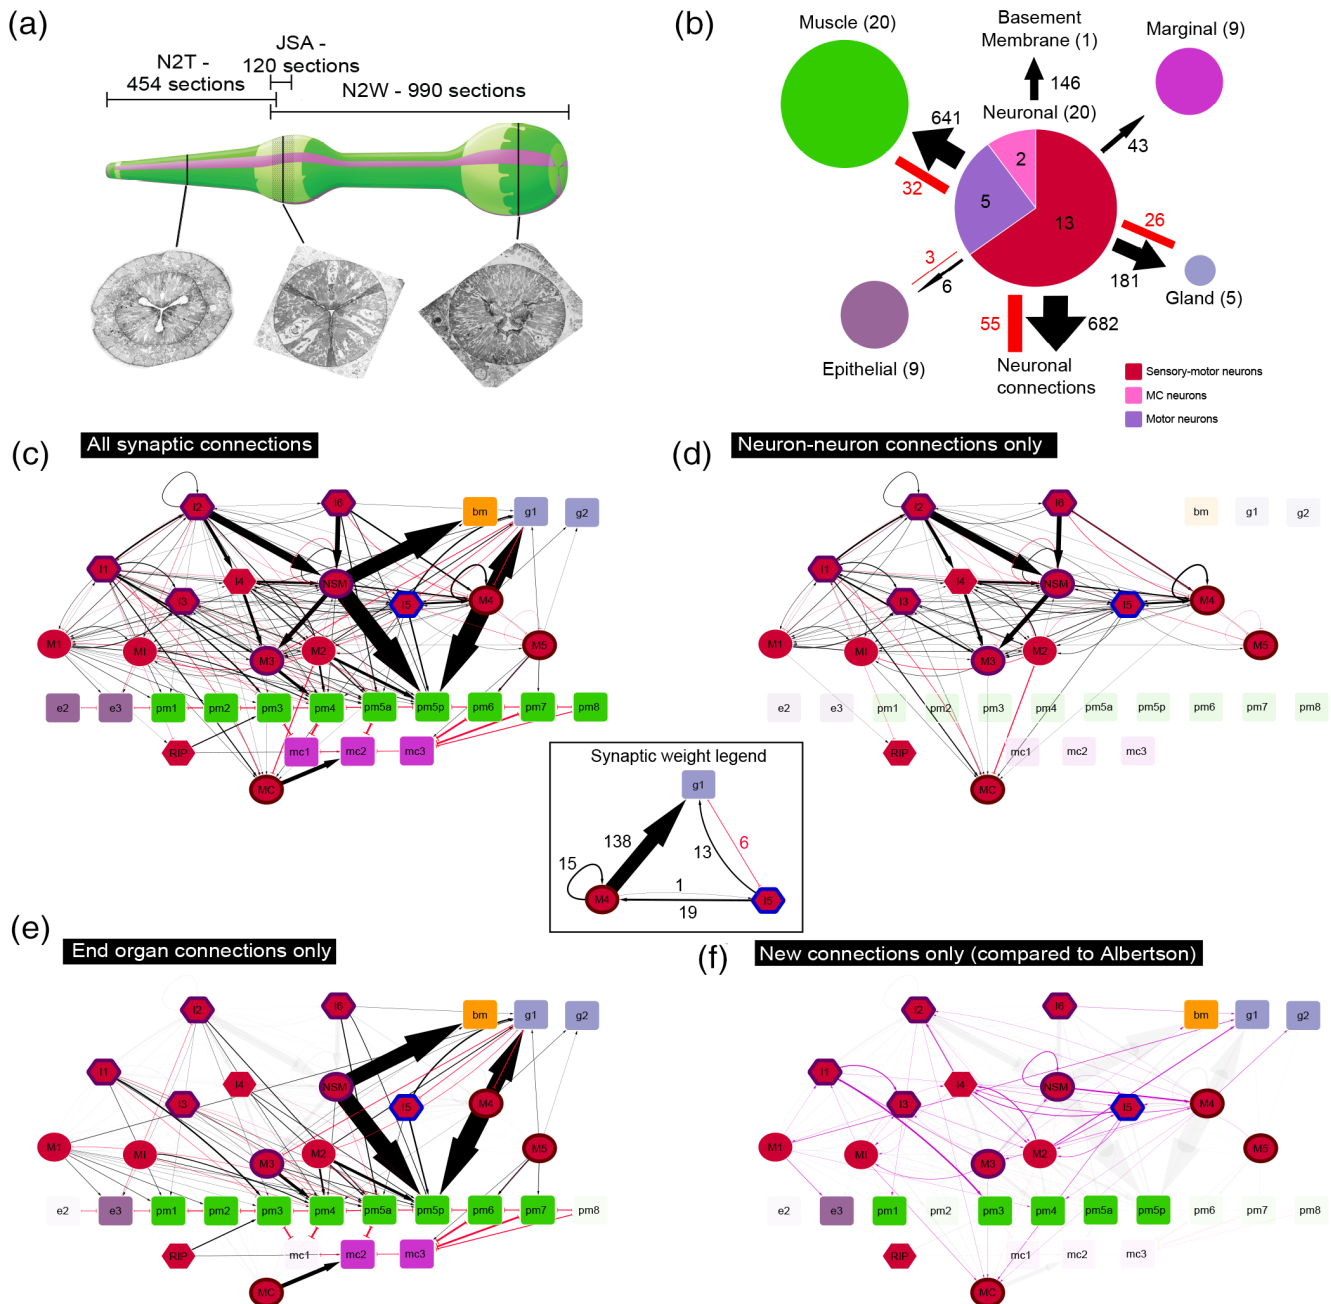 (a)
JSA -
120 sections
N2T -
454 sections
N2W - 990 sections
(b)
Muscle (20)
Basement
Membrane (1)
Marginal (9)
146
Neuronal (20)
641
43
32
2
5
13
26
3
6
181
Gland (5)
55
682
Epithelial (9)
Neuronal
connections
Sensory-motor neurons
MC neurons
Motor neurons
(c)
All synaptic connections
I2
I6
bm
g1
g2
I1
I4
NSM
I3
I5
M4
M1
MI
M3
M2
M5
e2
e3
pm1
pm2
pm3
pm4
pm5a
pm5p
pm6
pm7
pm8
RIP
mc1
mc2
mc3
MC
(d)
Neuron-neuron connections only
I2
I6
bm
g1
g2
I1
I4
NSM
I3
I5
M4
M1
MI
M3
M2
M5
e2
e3
pm1
pm2
pm3
pm4
pm5a
pm5p
pm6
pm7
pm8
RIP
mc1
mc2
mc3
MC
Synaptic weight legend
g1
138
6
13
15
1
M4
I5
19
(e)
End organ connections only
I2
I6
bm
g1
g2
I1
I4
NSM
I3
I5
M4
M1
MI
M3
M2
M5
e2
e3
pm1
pm2
pm3
pm4
pm5a
pm5p
pm6
pm7
pm8
RIP
mc1
mc2
mc3
MC
(f)
New connections only (compared to Albertson)
I2
I6
bm
g1
g2
I1
I4
NSM
I3
I5
M4
M1
MI
M3
M2
M5
e2
e3
pm1
pm2
pm3
pm4
pm5a
pm5p
pm6
pm7
pm8
RIP
mc1
mc2
mc3
MC